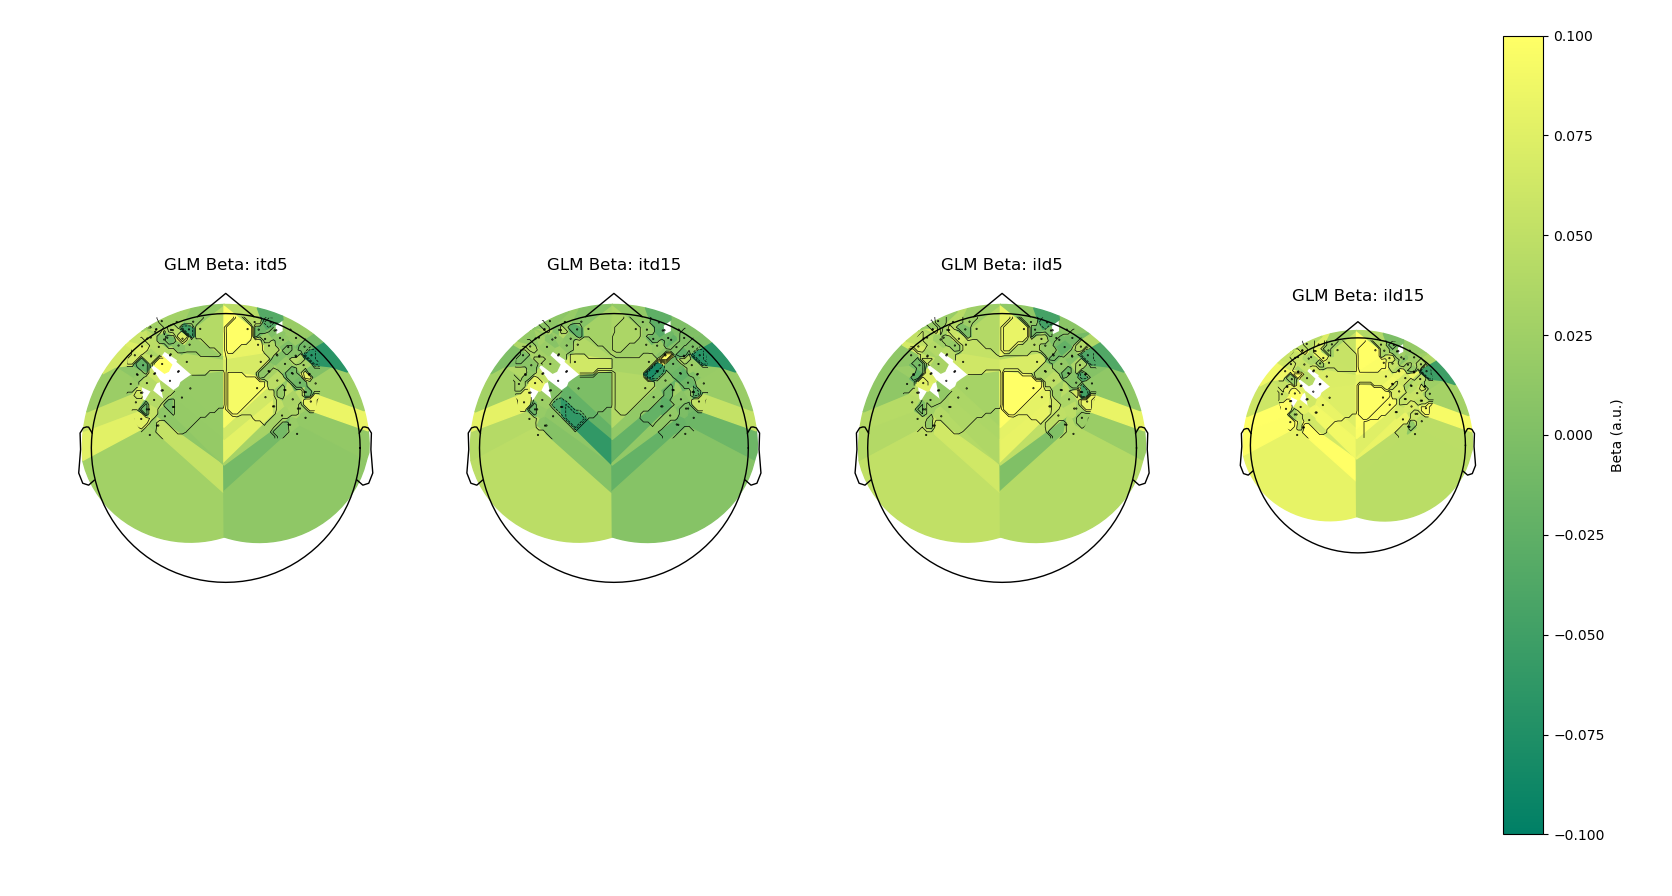 GLM Beta: itd5
GLM Beta: itd15
GLM Beta: ild5
GLM Beta: ild15
0.100
0.075
0.050
0.025
0.000
−0.025
−0.050
−0.075
−0.100
Beta (a.u.)